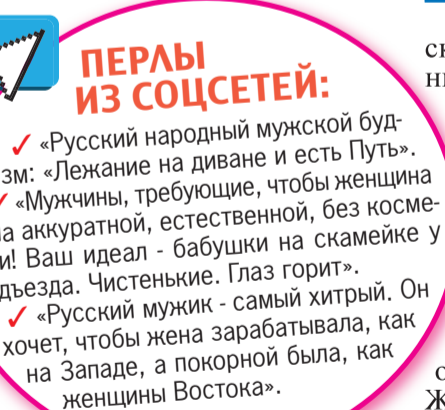 ПЕРЛЫ
ИЗ СОЦСЕТЕЙ:
✓ «Русский народный мужской буд-
зм: «Лежание на диване и есть Путь».
✓ «Мужчины, требующие, чтобы женщина
ла аккуратной, естественной, без косме-
и! Ваш идеал - бабушки на скамейке у
дъезда. Чистенькие. Глаз горит».
✓ «Русский мужик - самый хитрый. Он
хочет, чтобы жена зарабатывала, как
на Западе, а покорной была, как
женщины Востока».